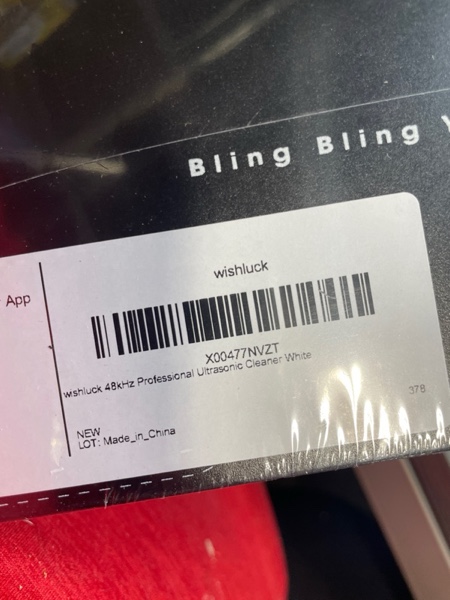 Bling Bling
App
wishluck
X00477NVZT
wishluck 48kHz Professional Ultrasonic Cleaner White
378
NEW
LOT: Made_in_China